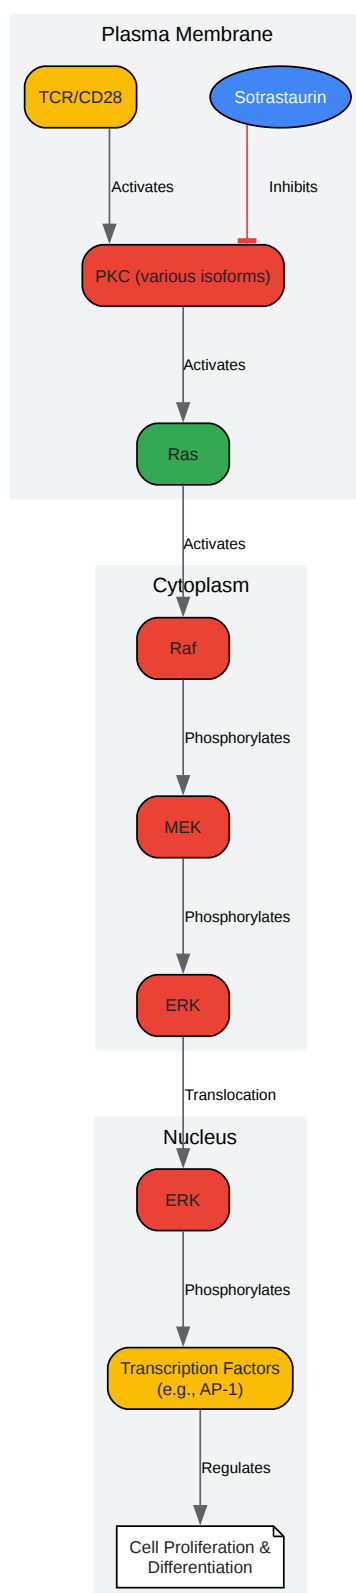 Plasma Membrane
TCR/CD28
Sotrastaurin
Activates
Inhibits
PKC (various isoforms)
Activates
Ras
Activates
Cytoplasm
Raf
Phosphorylates
MEK
Phosphorylates
ERK
Translocation
Nucleus
ERK
Phosphorylates
Transcription Factors
(e.g., AP-1)
Regulates
Cell Proliferation &
Differentiation